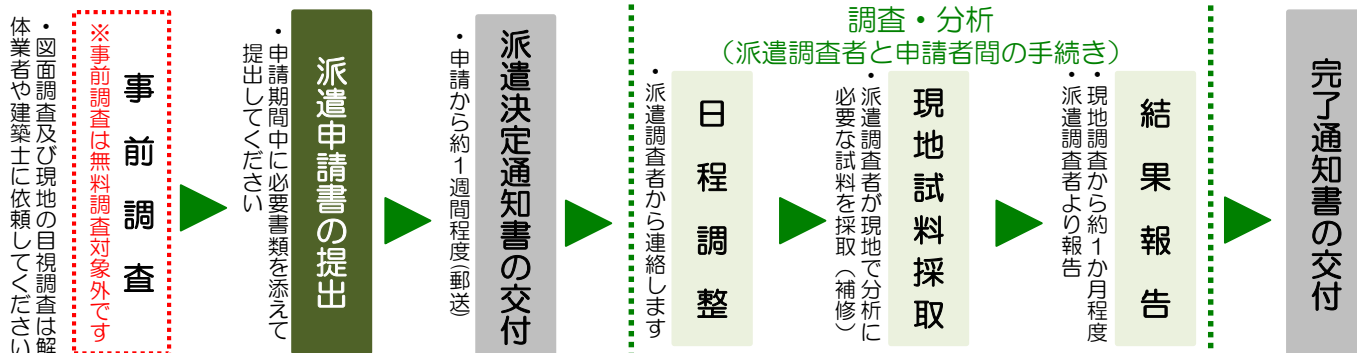 事前調査
※事前調査は無料調査対象外です
・図面調査及び現地の目視調査は解
体業者や建築士に依頼してください
派遣申請書の提出
・申請期間中に必要書類を添えて
提出してください
派遣決定通知書の交付
・申請から約1週間程度(郵送)
調査・分析
(派遣調査者と申請者間の手続き)
日程調整
・派遣調査者から連絡します
現地試料採取
・派遣調査者が現地で分析に
必要な試料を採取(補修)
結果報告
・現地調査から約1か月程度
派遣調査者より報告
完了通知書の交付